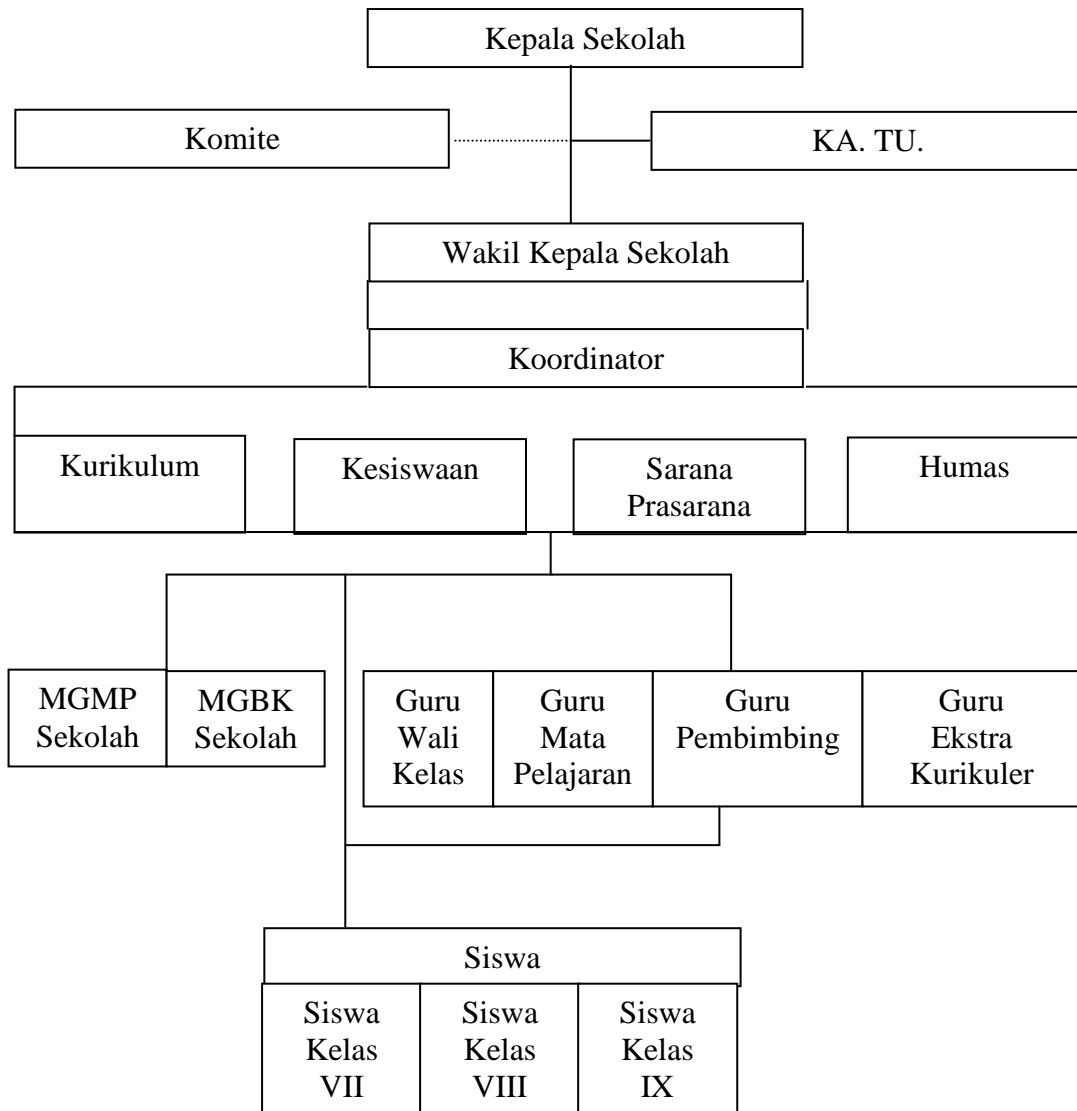 Kepala Sekolah
Komite
KA. TU.
Wakil Kepala Sekolah
Koordinator
Kurikulum
Kesiswaan
Sarana
Prasarana
Humas
MGMP
Sekolah
MGBK
Sekolah
Guru
Wali
Kelas
Guru
Mata
Pelajaran
Guru
Pembimbing
Guru
Ekstra
Kurikuler
Siswa
Siswa
Kelas
VII
Siswa
Kelas
VIII
Siswa
Kelas
IX